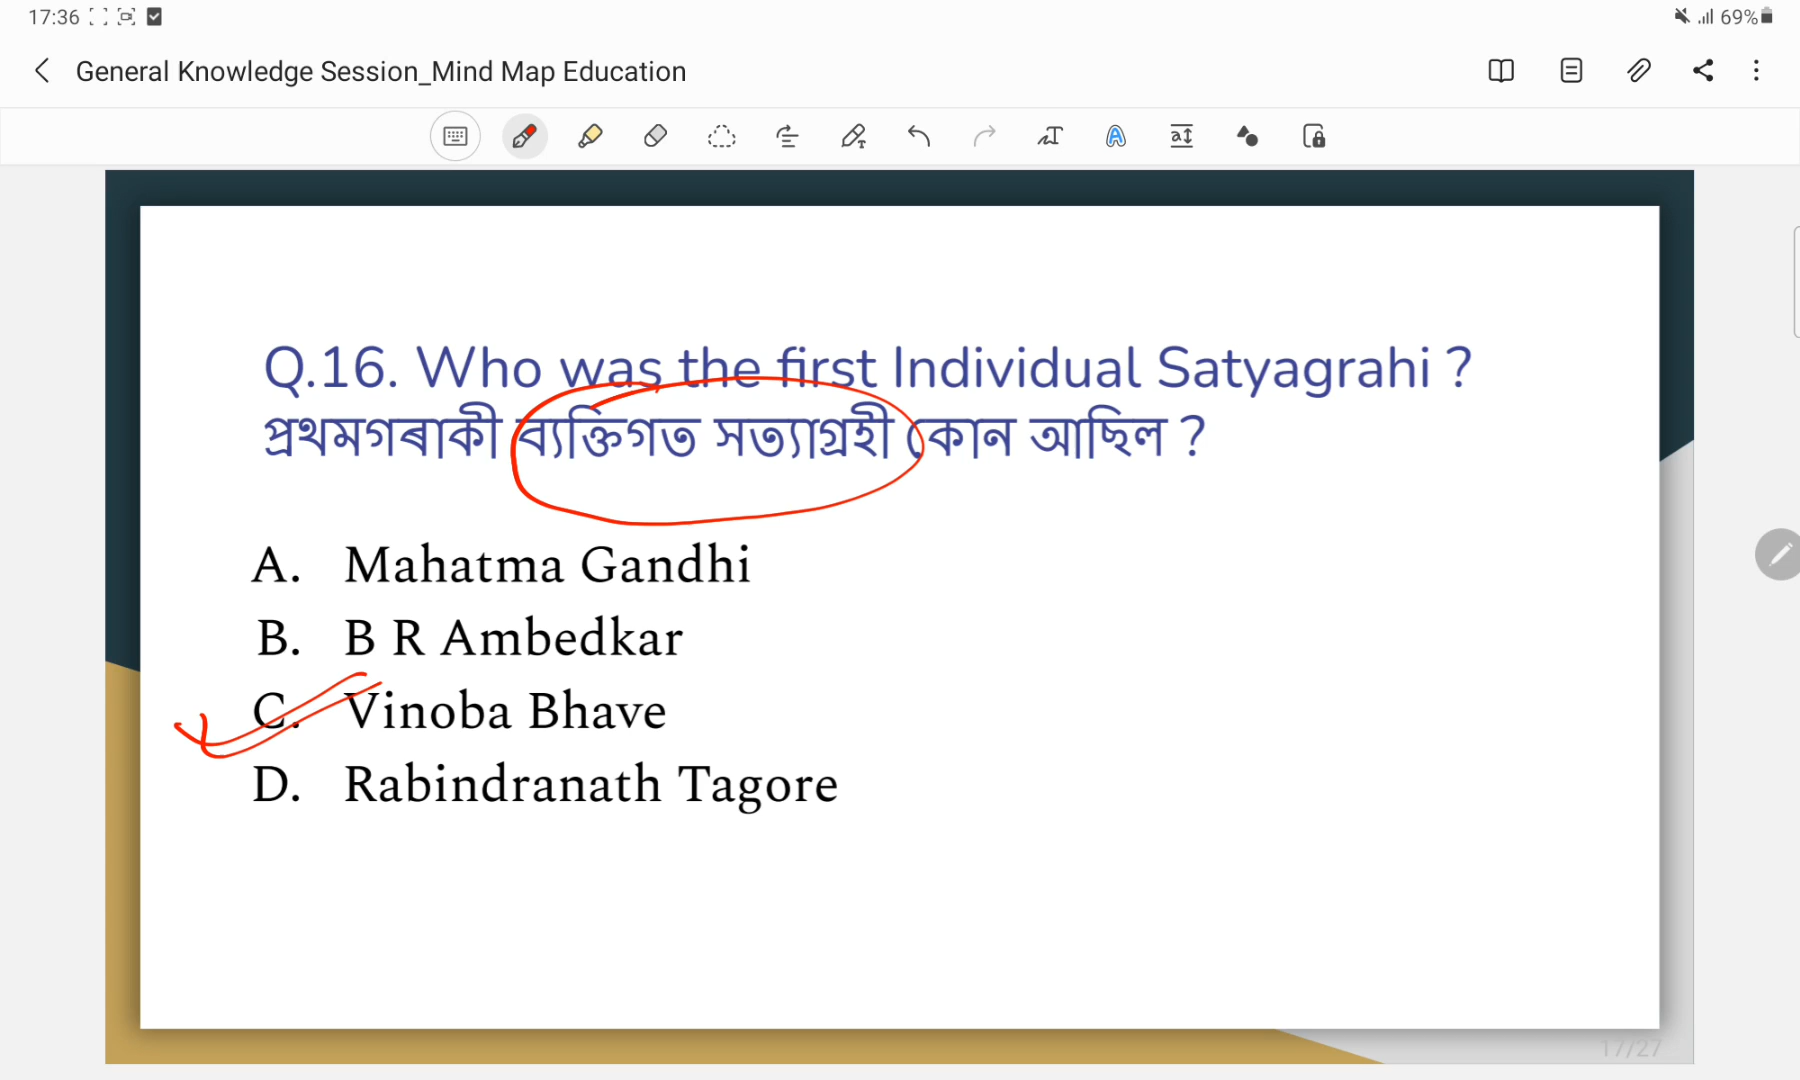 17:36
69%
General Knowledge Session_Mind Map Education
Q.16. Who was the first Individual Satyagrahi ?
প্ৰথমগৰাকী ব্যক্তিগত সত্যাগ্ৰহী কোন আছিল ?
A. Mahatma Gandhi
B. B R Ambedkar
C. Vinoba Bhave
D. Rabindranath Tagore
17/27